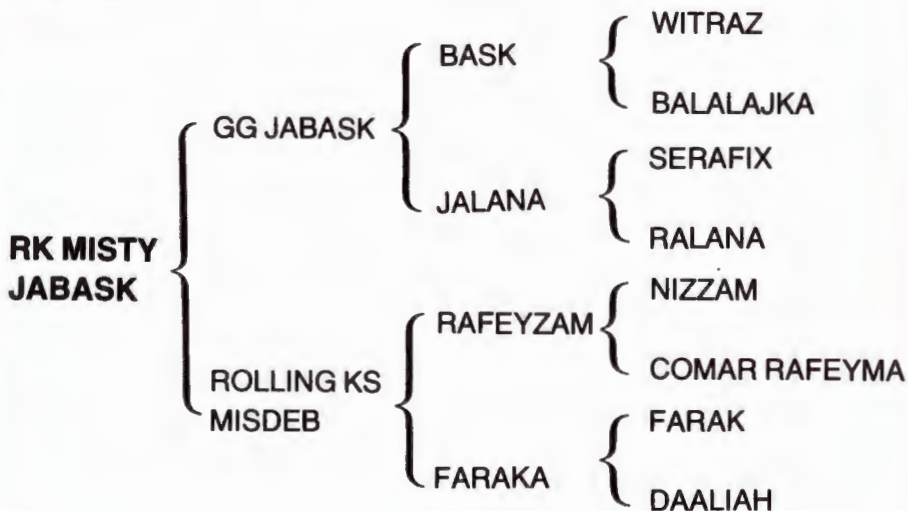 WITRAZ
BASK
BALALAJKA
GG JABASK
SERAFIX
JALANA
RALANA
RK MISTY
JABASK
NIZZAM
RAFEYZAM
ROLLING KS
MISDEB
COMAR RAFEYMA
FARAK
FARAKA
DAALIAH